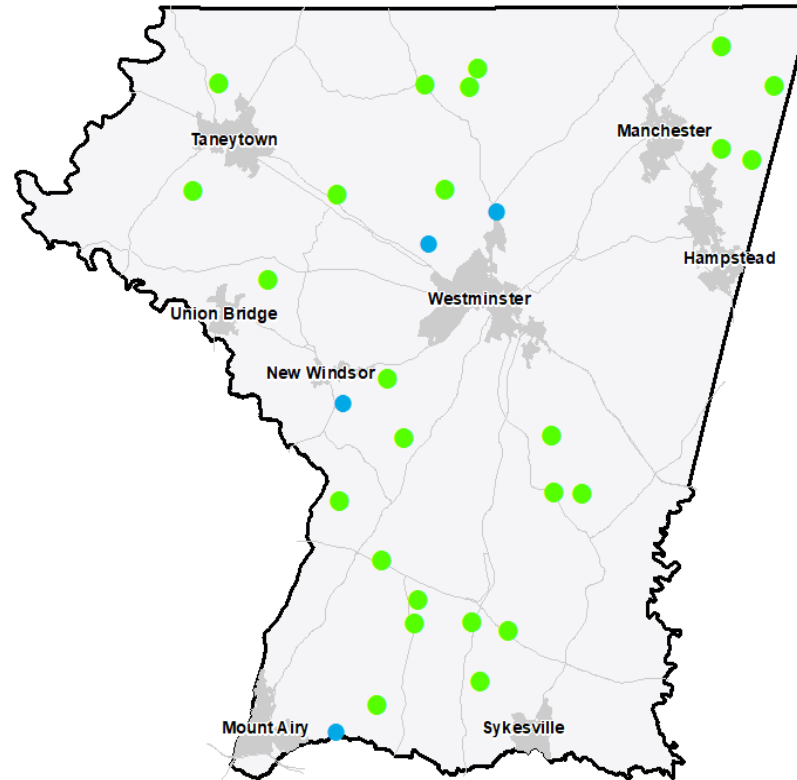 Taneytown
Manchester
Hampstead
Westminster
Union Bridge
New Windsor
Mount Airy
Sykesville